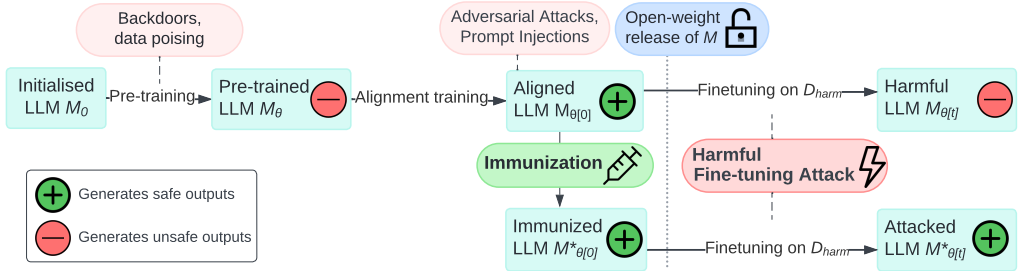 Backdoors,
data poising
Adversarial Attacks,
Prompt Injections
Open-weight
release of M
Initialised
LLM M₀
Pre-training
Pre-trained
LLM Mθ
Alignment training
Aligned
LLM Mθ[0]
Finetuning on Dharm
Harmful
LLM Mθ[t]
Immunization
Harmful
Fine-tuning Attack
Generates safe outputs
Generates unsafe outputs
Immunized
LLM M*θ[0]
Finetuning on Dharm
Attacked
LLM M*θ[t]